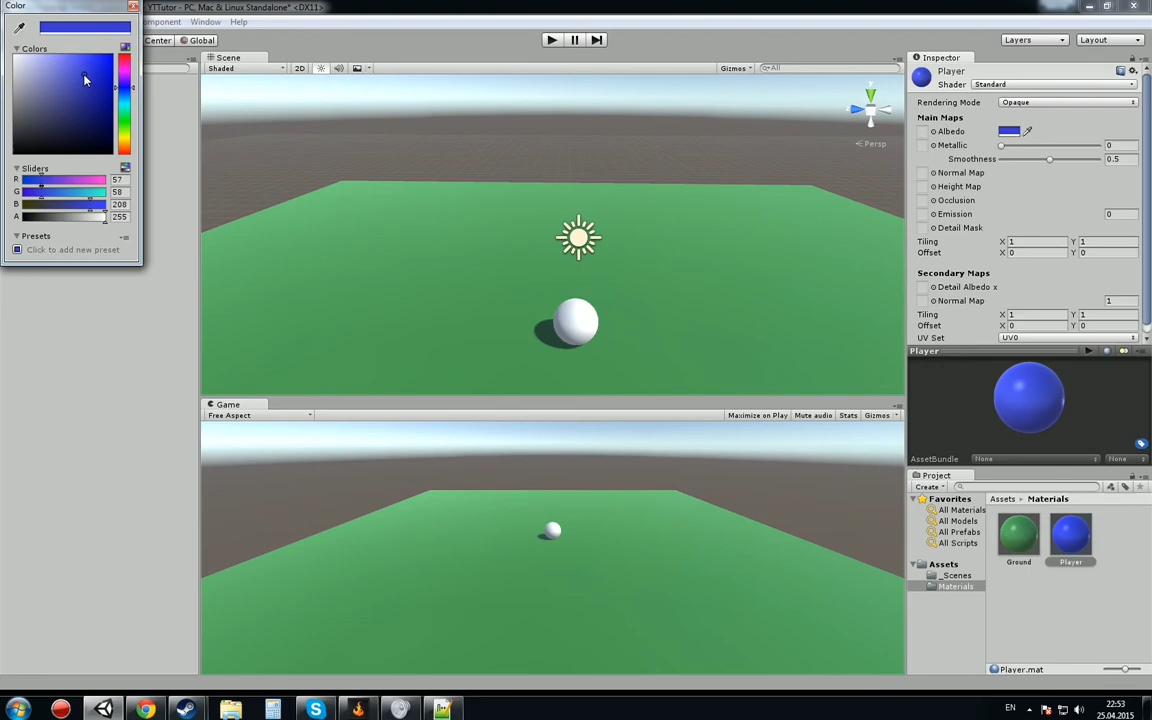 Color
YTTutor - PC, Mac & Linux Standalone* <DX11>
omponent Window Help
Center Global
Layers Layout
Colors
Sliders
R 57
G 58
B 208
A 255
Presets
Click to add new preset
Scene
Shaded 2D Gizmos All
Persp
Game
Free Aspect Maximize on Play Mute audio Stats Gizmos
Inspector
Player
Shader Standard
Rendering Mode Opaque
Main Maps
Albedo
Metallic 0
Smoothness 0.5
Normal Map
Height Map
Occlusion
Emission 0
Detail Mask
Tiling X 1 Y 1
Offset X 0 Y 0
Secondary Maps
Detail Albedo x
Normal Map 1
Tiling X 1 Y 1
Offset X 0 Y 0
UV Set UV0
Player
AssetBundle None None
Project
Create
Favorites
All Materials
All Models
All Prefabs
All Scripts
Assets
_Scenes
Materials
Assets Materials
Ground Player
Player.mat
EN 22:53
25.04.2015